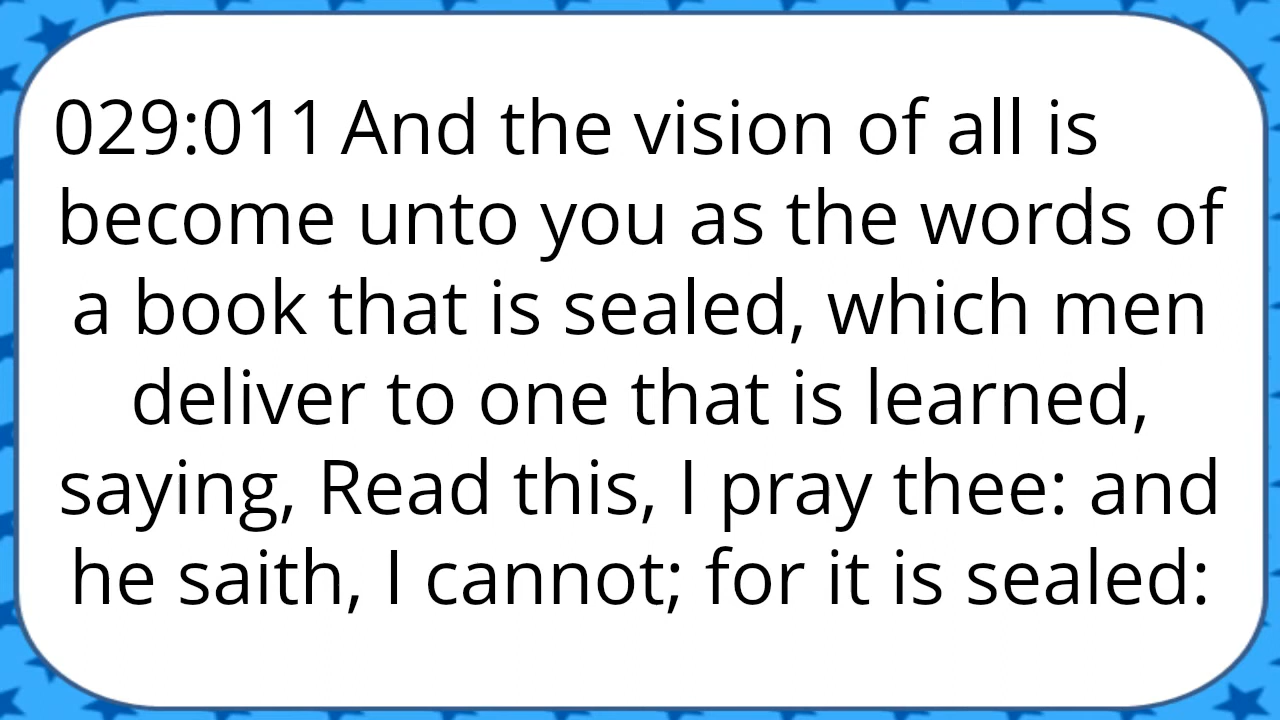 029:011 And the vision of all is
become unto you as the words of
a book that is sealed, which men
deliver to one that is learned,
saying, Read this, I pray thee: and
he saith, I cannot; for it is sealed: